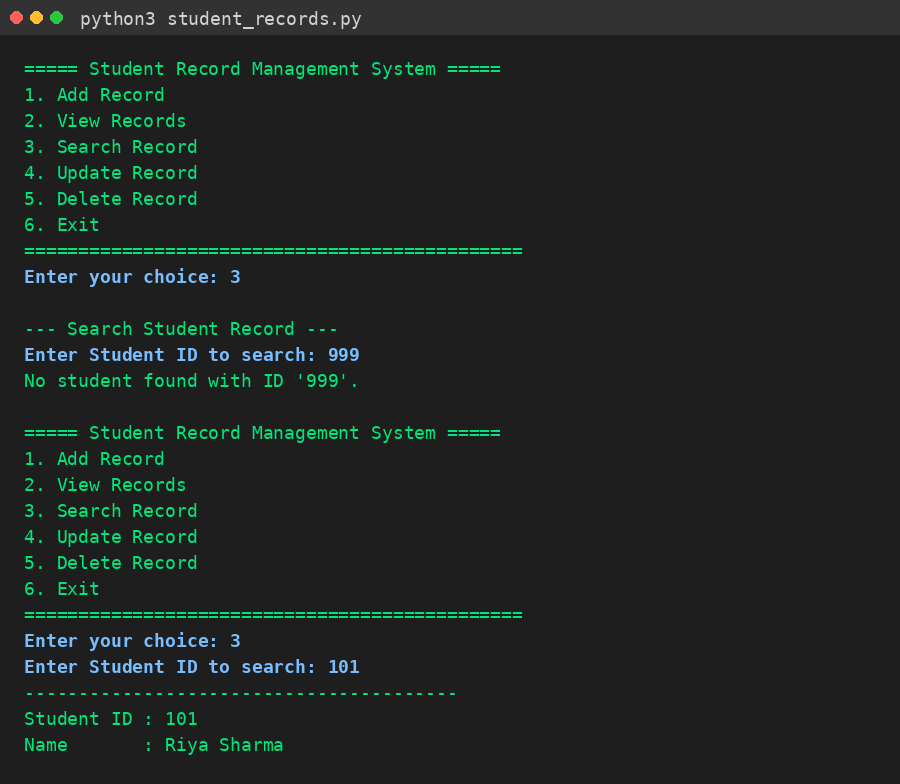 python3 student_records.py
===== Student Record Management System =====
1. Add Record
2. View Records
3. Search Record
4. Update Record
5. Delete Record
6. Exit
==============================================
Enter your choice: 3
--- Search Student Record ---
Enter Student ID to search: 999
No student found with ID '999'.
===== Student Record Management System =====
1. Add Record
2. View Records
3. Search Record
4. Update Record
5. Delete Record
6. Exit
==============================================
Enter your choice: 3
Enter Student ID to search: 101
----------------------------------------
Student ID : 101
Name       : Riya Sharma